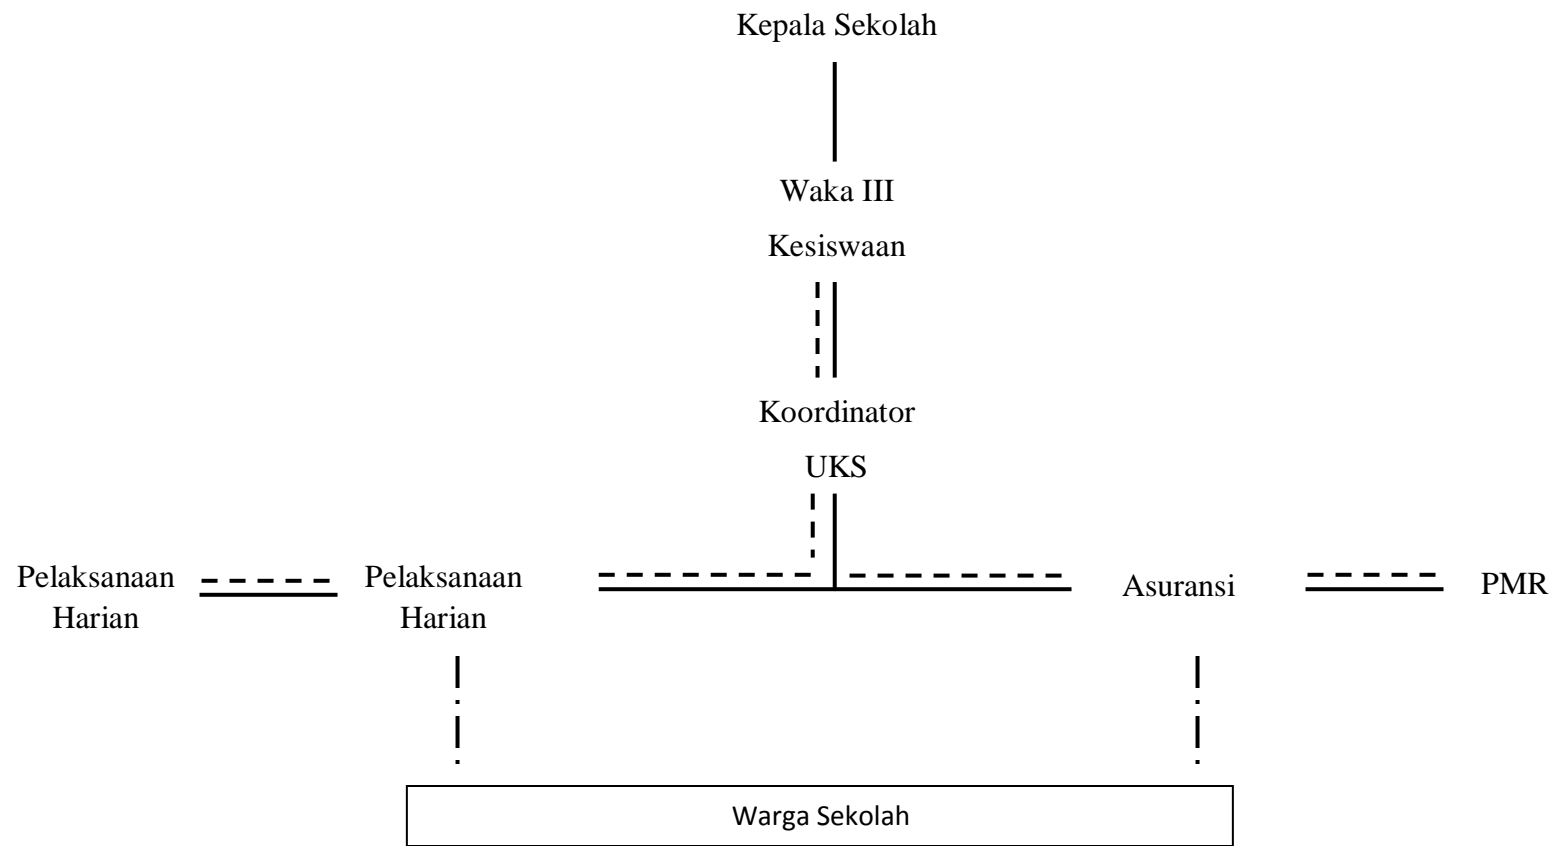 Kepala Sekolah
Waka III
Kesiswaan
Koordinator
UKS
Pelaksanaan
Harian
Pelaksanaan
Harian
Asuransi
PMR
Warga Sekolah